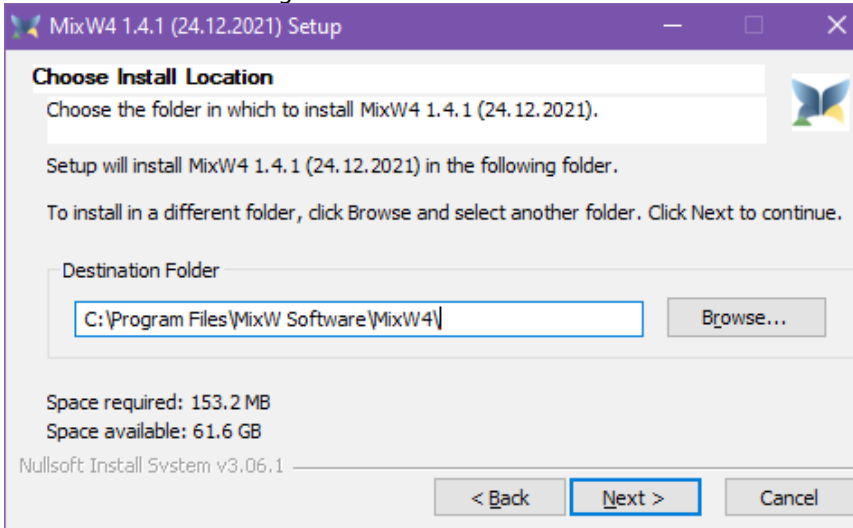 MixW4 1.4.1 (24.12.2021) Setup
Choose Install Location
Choose the folder in which to install MixW4 1.4.1 (24.12.2021).
Setup will install MixW4 1.4.1 (24.12.2021) in the following folder.
To install in a different folder, click Browse and select another folder. Click Next to continue.
Destination Folder
C:\Program Files\MixW Software\MixW4\
Browse...
Space required: 153.2 MB
Space available: 61.6 GB
Nullsoft Install System v3.06.1
< Back Next > Cancel